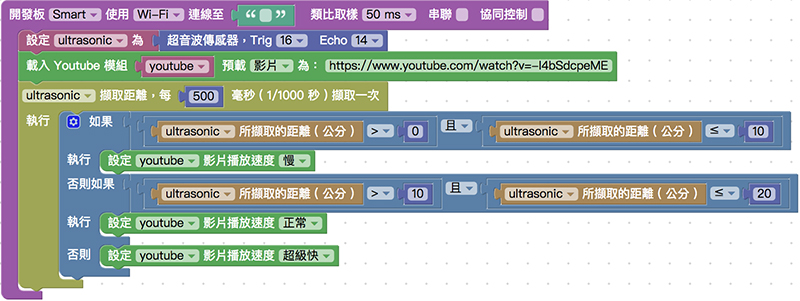 開發板 Smart 使用 Wi-Fi 連線至 “ ” 類比取樣 50 ms 串聯 協同控制
設定 ultrasonic 為 超音波傳感器，Trig 16 Echo 14
載入 Youtube 模組 youtube 預載 影片 為： https://www.youtube.com/watch?v=-l4bSdcpeME
ultrasonic 擷取距離，每 500 毫秒（1/1000 秒）擷取一次
執行 如果 ultrasonic 所擷取的距離（公分） > 0 且 ultrasonic 所擷取的距離（公分） ≤ 10
執行 設定 youtube 影片播放速度 慢
否則如果 ultrasonic 所擷取的距離（公分） > 10 且 ultrasonic 所擷取的距離（公分） ≤ 20
執行 設定 youtube 影片播放速度 正常
否則 設定 youtube 影片播放速度 超級快